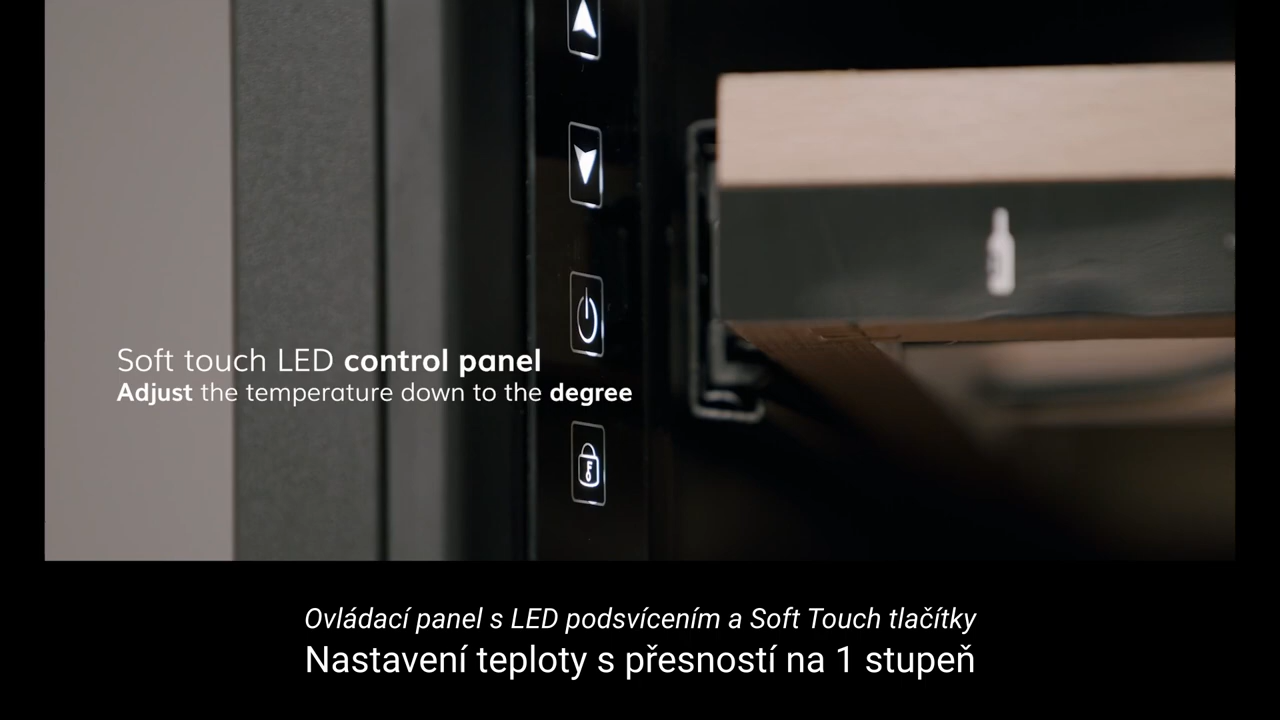 Soft touch LED control panel
Adjust the temperature down to the degree
Ovládací panel s LED podsvícením a Soft Touch tlačítky
Nastavení teploty s přesností na 1 stupeň